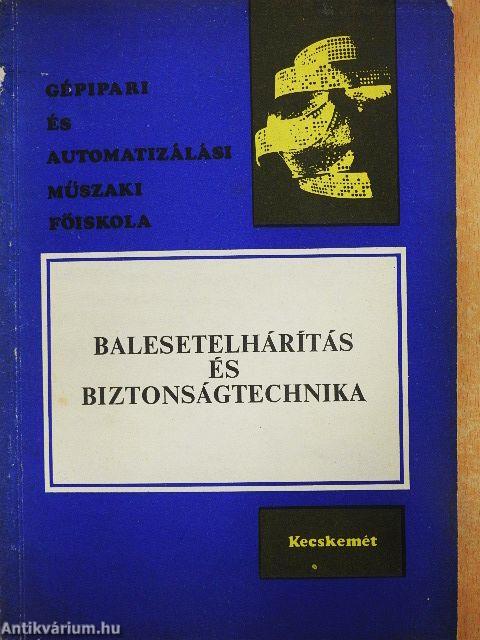 GÉPIPARI
ÉS
AUTOMATIZÁLÁSI
MŰSZAKI
FŐISKOLA
BALESETELHÁRÍTÁS
ÉS
BIZTONSÁGTECHNIKA
Kecskemét
Antikvárium.hu